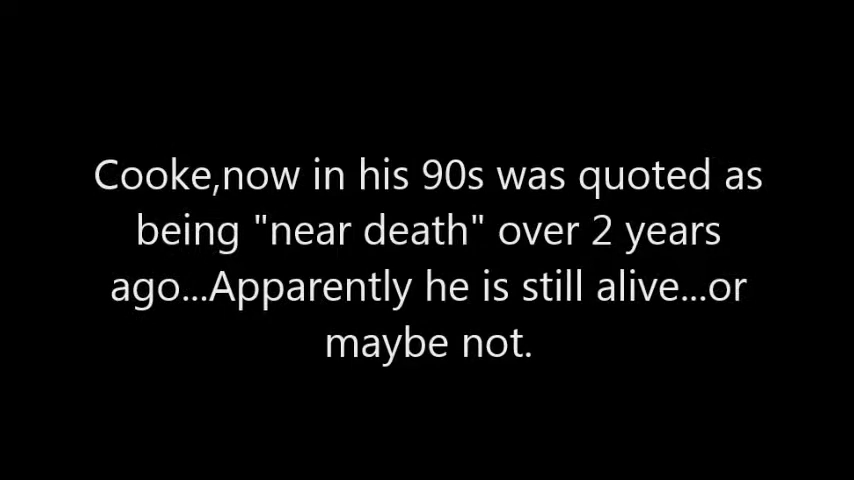 Cooke,now in his 90s was quoted as
being "near death" over 2 years
ago...Apparently he is still alive...or
maybe not.